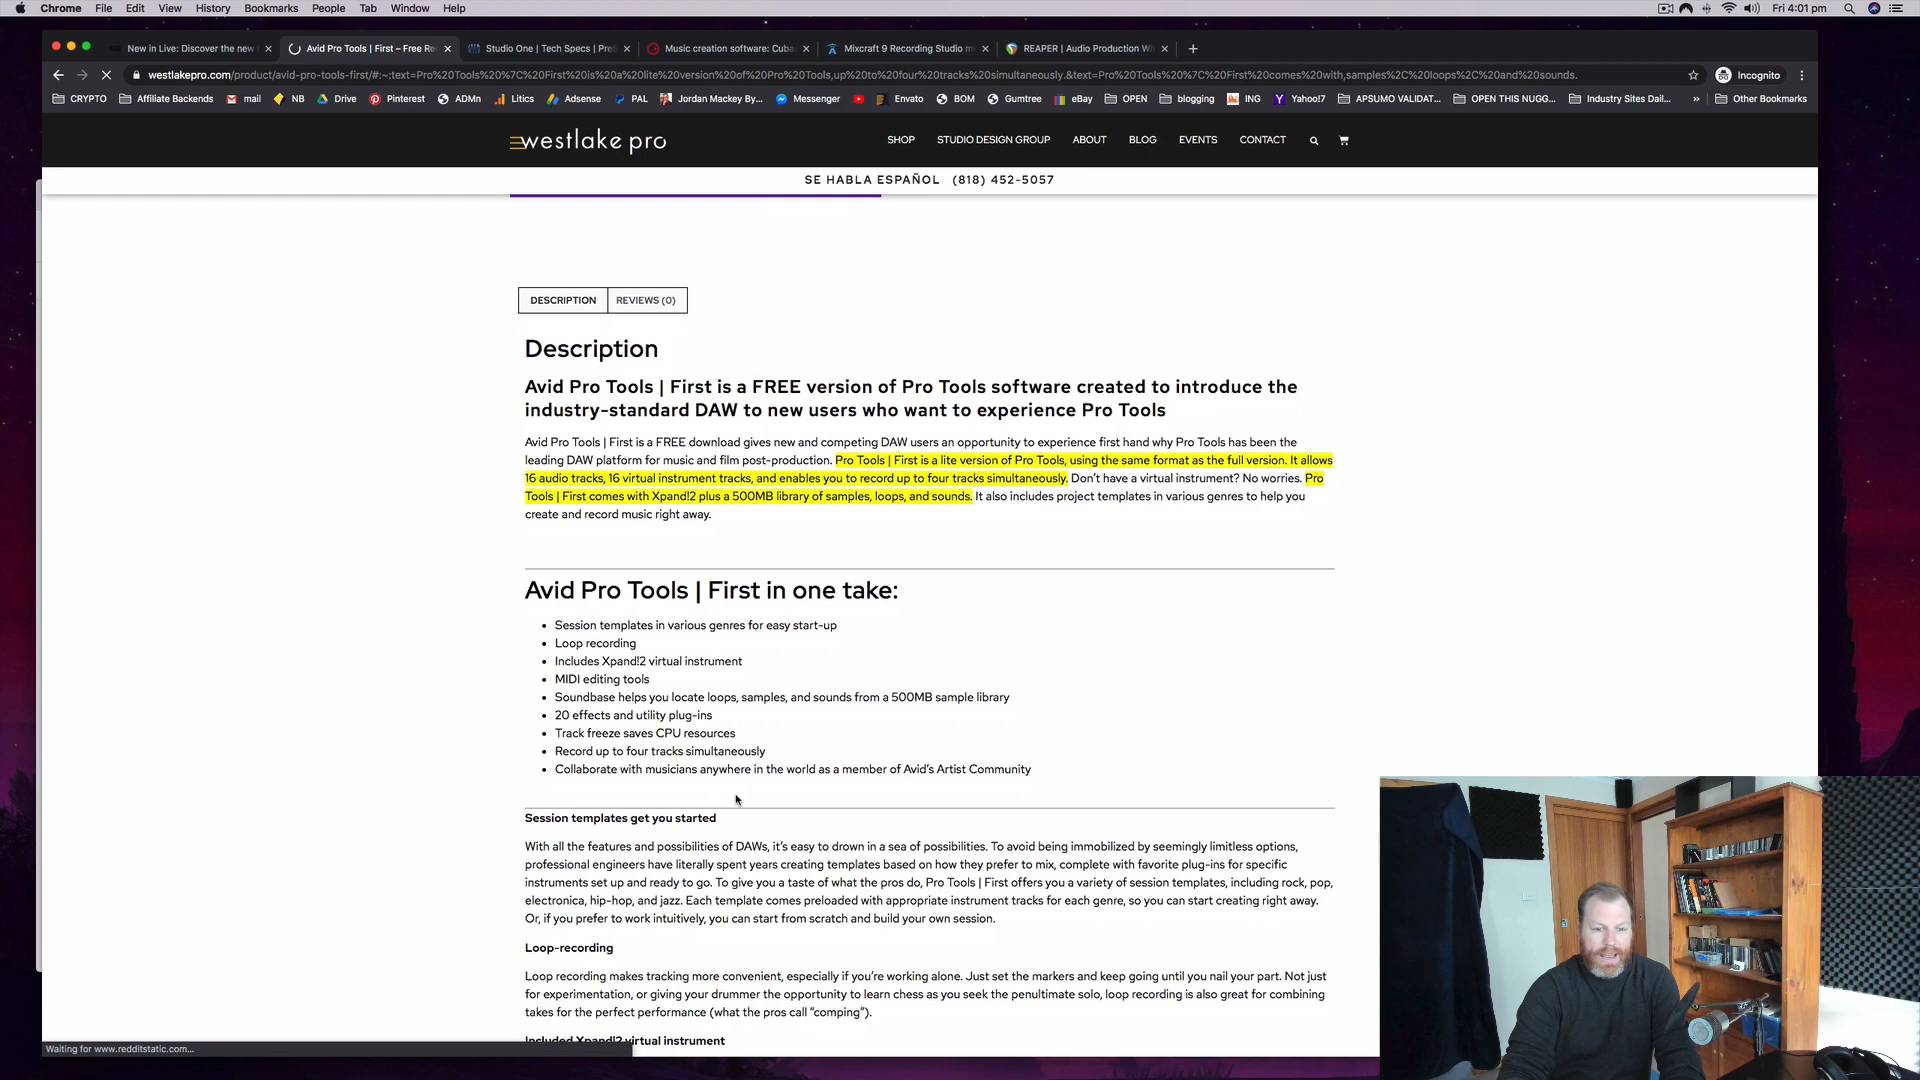 Chrome File Edit View History Bookmarks People Tab Window Help Fri 4:01 pm
New in Live: Discover the new Avid Pro Tools | First – Free Re Studio One | Tech Specs | PreS Music creation software: Cuba Mixcraft 9 Recording Studio m REAPER | Audio Production Wi
westlakepro.com/product/avid-pro-tools-first/#:~:text=Pro%20Tools%20%7C%20First%20is%20a%20lite%20version%20of%20Pro%20Tools,up%20to%20four%20tracks%20simultaneously.&text=Pro%20Tools%20%7C%20First%20comes%20with,samples%2C%20loops%2C%20and%20sounds. Incognito
CRYPTO Affiliate Backends mail NB Drive Pinterest ADMn Litics Adsense PAL Jordan Mackey By... Messenger Envato BOM Gumtree eBay OPEN blogging ING Yahoo!7 APSUMO VALIDAT... OPEN THIS NUGG... Industry Sites Dail... » Other Bookmarks
westlake pro SHOP STUDIO DESIGN GROUP ABOUT BLOG EVENTS CONTACT
SE HABLA ESPAÑOL (818) 452-5057
DESCRIPTION REVIEWS (0)
Description
Avid Pro Tools | First is a FREE version of Pro Tools software created to introduce the
industry-standard DAW to new users who want to experience Pro Tools
Avid Pro Tools | First is a FREE download gives new and competing DAW users an opportunity to experience first hand why Pro Tools has been the
leading DAW platform for music and film post-production. Pro Tools | First is a lite version of Pro Tools, using the same format as the full version. It allows
16 audio tracks, 16 virtual instrument tracks, and enables you to record up to four tracks simultaneously. Don't have a virtual instrument? No worries. Pro
Tools | First comes with Xpand!2 plus a 500MB library of samples, loops, and sounds. It also includes project templates in various genres to help you
create and record music right away.
Avid Pro Tools | First in one take:
• Session templates in various genres for easy start-up
• Loop recording
• Includes Xpand!2 virtual instrument
• MIDI editing tools
• Soundbase helps you locate loops, samples, and sounds from a 500MB sample library
• 20 effects and utility plug-ins
• Track freeze saves CPU resources
• Record up to four tracks simultaneously
• Collaborate with musicians anywhere in the world as a member of Avid's Artist Community
Session templates get you started
With all the features and possibilities of DAWs, it's easy to drown in a sea of possibilities. To avoid being immobilized by seemingly limitless options,
professional engineers have literally spent years creating templates based on how they prefer to mix, complete with favorite plug-ins for specific
instruments set up and ready to go. To give you a taste of what the pros do, Pro Tools | First offers you a variety of session templates, including rock, pop,
electronica, hip-hop, and jazz. Each template comes preloaded with appropriate instrument tracks for each genre, so you can start creating right away.
Or, if you prefer to work intuitively, you can start from scratch and build your own session.
Loop-recording
Loop recording makes tracking more convenient, especially if you're working alone. Just set the markers and keep going until you nail your part. Not just
for experimentation, or giving your drummer the opportunity to learn chess as you seek the penultimate solo, loop recording is also great for combining
takes for the perfect performance (what the pros call "comping").
Included Xpand!2 virtual instrument
Waiting for www.redditstatic.com...